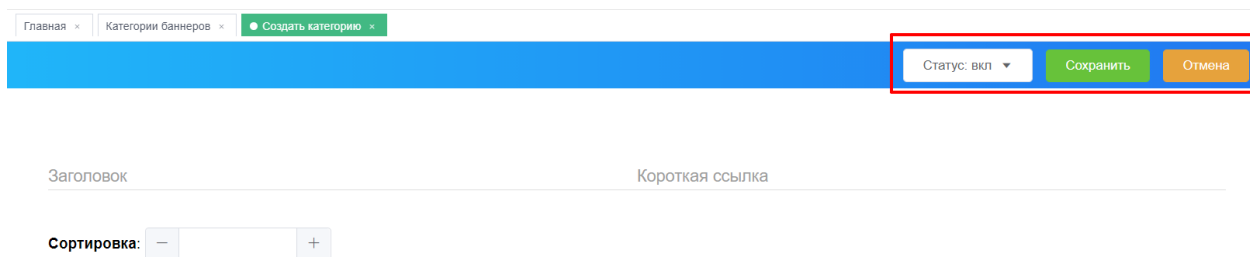 Главная × Категории баннеров × Создать категорию ×
Статус: вкл Сохранить Отмена
Заголовок Короткая ссылка
Сортировка: − +